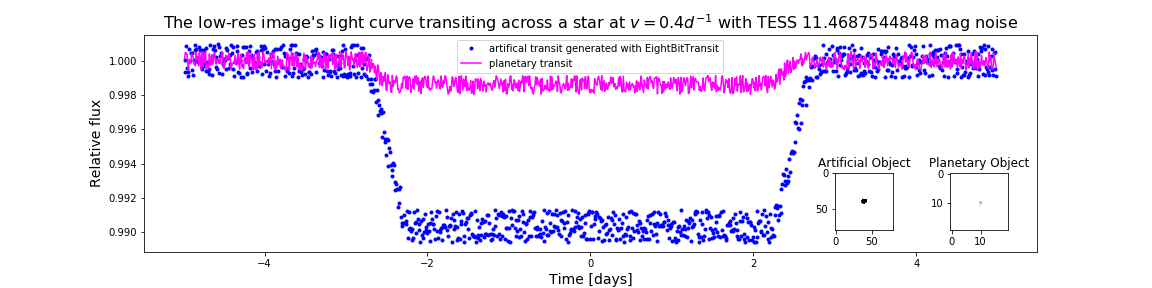 The low-res image's light curve transiting across a star at v = 0.4d⁻¹ with TESS 11.4687544848 mag noise
artifical transit generated with EightBitTransit
planetary transit
Relative flux
1.000
0.998
0.996
0.994
0.992
0.990
Artificial Object
0
50
0
50
Planetary Object
0
10
0
10
−4
−2
0
2
4
Time [days]